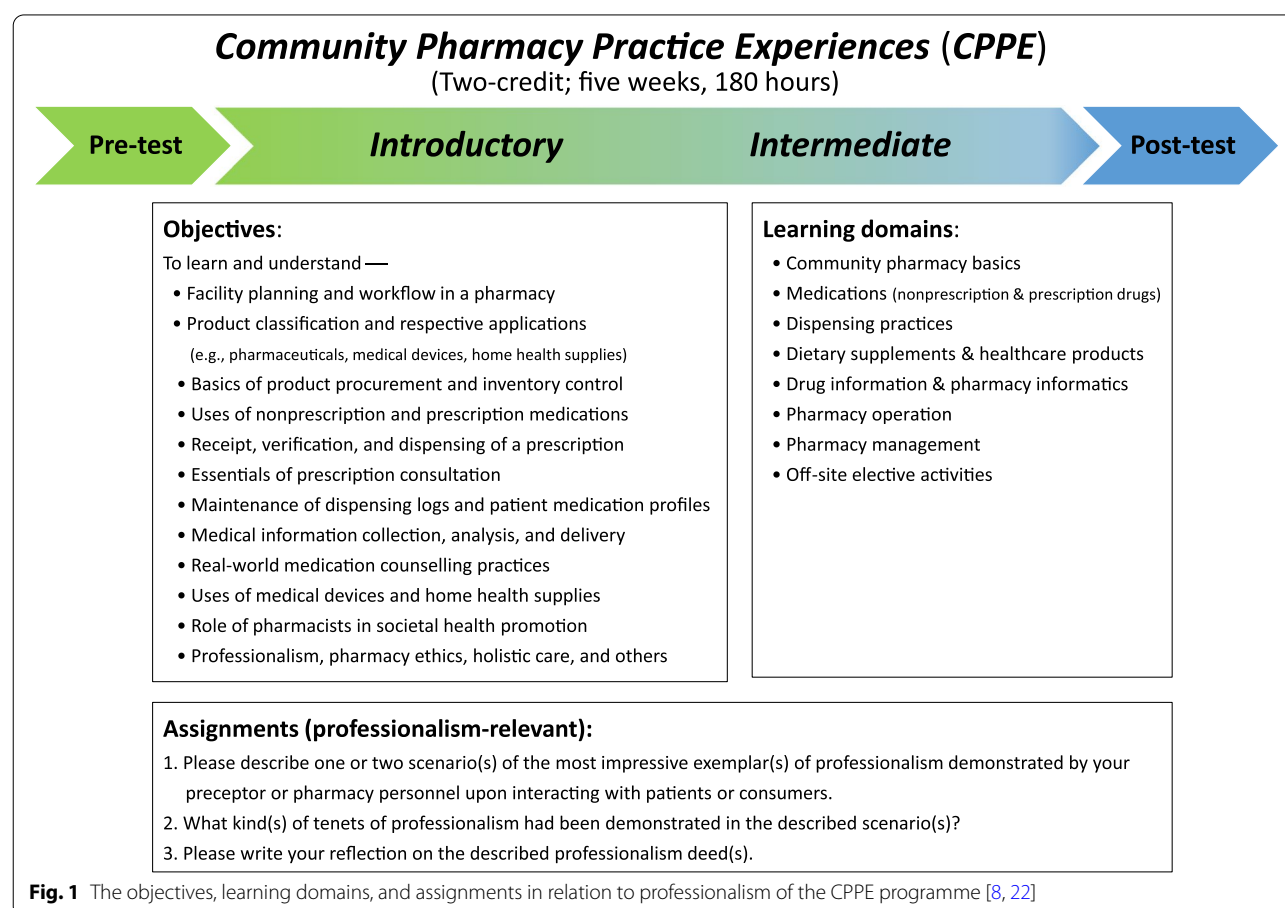 Community Pharmacy Practice Experiences (CPPE)
(Two-credit; five weeks, 180 hours)
Pre-test
Introductory
Intermediate
Post-test
Objectives:
To learn and understand —
• Facility planning and workflow in a pharmacy
• Product classification and respective applications
(e.g., pharmaceuticals, medical devices, home health supplies)
• Basics of product procurement and inventory control
• Uses of nonprescription and prescription medications
• Receipt, verification, and dispensing of a prescription
• Essentials of prescription consultation
• Maintenance of dispensing logs and patient medication profiles
• Medical information collection, analysis, and delivery
• Real-world medication counselling practices
• Uses of medical devices and home health supplies
• Role of pharmacists in societal health promotion
• Professionalism, pharmacy ethics, holistic care, and others
Learning domains:
• Community pharmacy basics
• Medications (nonprescription & prescription drugs)
• Dispensing practices
• Dietary supplements & healthcare products
• Drug information & pharmacy informatics
• Pharmacy operation
• Pharmacy management
• Off-site elective activities
Assignments (professionalism-relevant):
1. Please describe one or two scenario(s) of the most impressive exemplar(s) of professionalism demonstrated by your
preceptor or pharmacy personnel upon interacting with patients or consumers.
2. What kind(s) of tenets of professionalism had been demonstrated in the described scenario(s)?
3. Please write your reflection on the described professionalism deed(s).
Fig. 1 The objectives, learning domains, and assignments in relation to professionalism of the CPPE programme [8, 22]